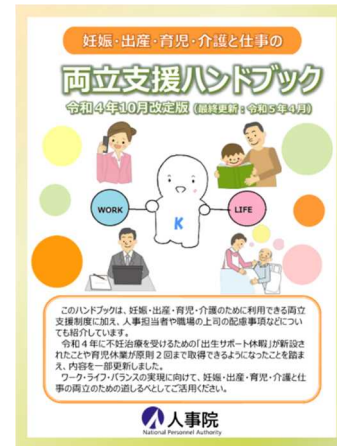 妊娠・出産・育児・介護と仕事の
両立支援ハンドブック
令和4年10月改定版（最終更新：令和5年4月）
WORK
K
LIFE
このハンドブックは、妊娠・出産・育児・介護のために利用できる両立
支援制度に加え、人事担当者や職場の上司の配慮事項などについ
ても紹介しています。
令和4年に不妊治療を受けるための「出生サポート休暇」が新設さ
れたことや育児休業が原則2回まで取得できるようになったことを踏ま
え、内容を一部更新しました。
ワーク・ライフ・バランスの実現に向けて、妊娠・出産・育児・介護と仕
事の両立のための道しるべとしてご活用ください。
人事院
National Personnel Authority